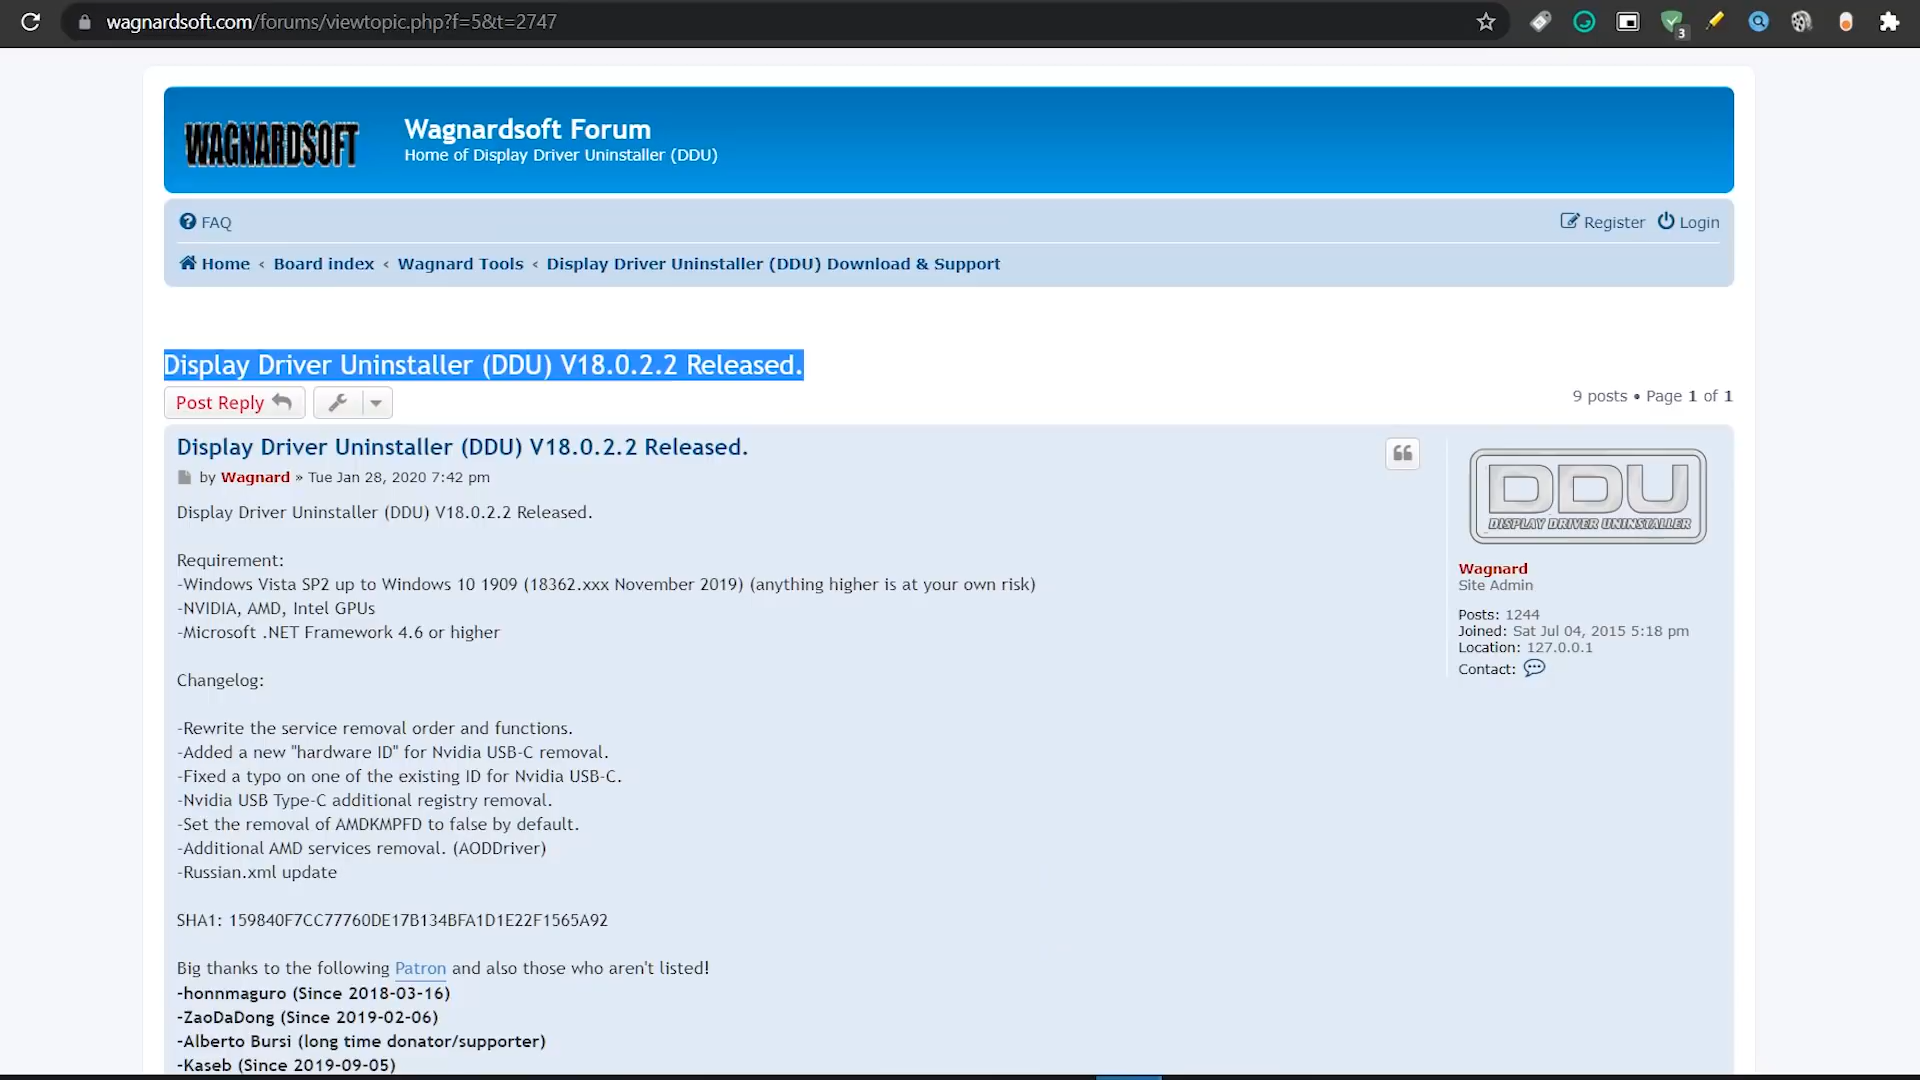 wagnardsoft.com/forums/viewtopic.php?f=5&t=2747
3
WAGNARDSOFT
Wagnardsoft Forum
Home of Display Driver Uninstaller (DDU)
FAQ
Register
Login
Home ‹ Board index ‹ Wagnard Tools ‹ Display Driver Uninstaller (DDU) Download & Support
Display Driver Uninstaller (DDU) V18.0.2.2 Released.
Post Reply
9 posts • Page 1 of 1
Display Driver Uninstaller (DDU) V18.0.2.2 Released.
by Wagnard » Tue Jan 28, 2020 7:42 pm
Display Driver Uninstaller (DDU) V18.0.2.2 Released.
Requirement:
-Windows Vista SP2 up to Windows 10 1909 (18362.xxx November 2019) (anything higher is at your own risk)
-NVIDIA, AMD, Intel GPUs
-Microsoft .NET Framework 4.6 or higher
Changelog:
-Rewrite the service removal order and functions.
-Added a new "hardware ID" for Nvidia USB-C removal.
-Fixed a typo on one of the existing ID for Nvidia USB-C.
-Nvidia USB Type-C additional registry removal.
-Set the removal of AMDKMPFD to false by default.
-Additional AMD services removal. (AODDriver)
-Russian.xml update
SHA1: 159840F7CC77760DE17B134BFA1D1E22F1565A92
Big thanks to the following Patron and also those who aren't listed!
-honnmaguro (Since 2018-03-16)
-ZaoDaDong (Since 2019-02-06)
-Alberto Bursi (long time donator/supporter)
-Kaseb (Since 2019-09-05)
DDU
DISPLAY DRIVER UNINSTALLER
Wagnard
Site Admin
Posts: 1244
Joined: Sat Jul 04, 2015 5:18 pm
Location: 127.0.0.1
Contact: